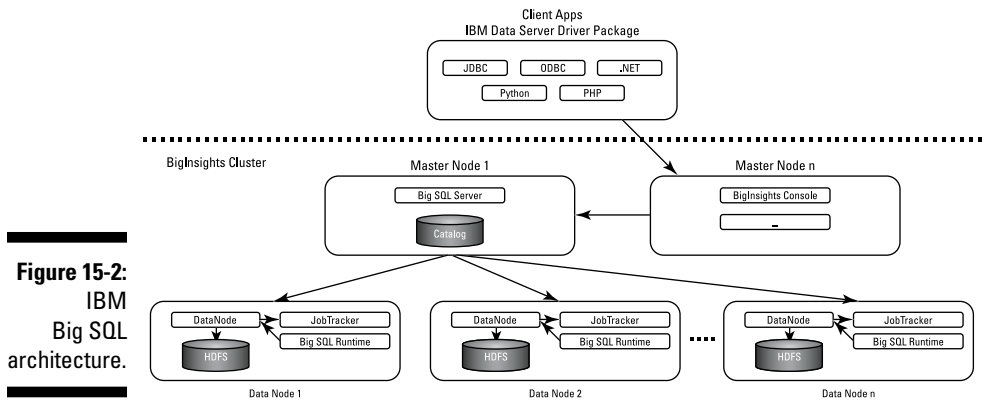 Client Apps
IBM Data Server Driver Package
JDBC
ODBC
.NET
Python
PHP
BigInsights Cluster
Master Node 1
Master Node n
Big SQL Server
Catalog
BigInsights Console
Figure 15-2:
IBM
Big SQL
architecture.
DataNode
JobTracker
Big SQL Runtime
HDFS
Data Node 1
DataNode
JobTracker
Big SQL Runtime
HDFS
Data Node 2
DataNode
JobTracker
Big SQL Runtime
HDFS
Data Node n